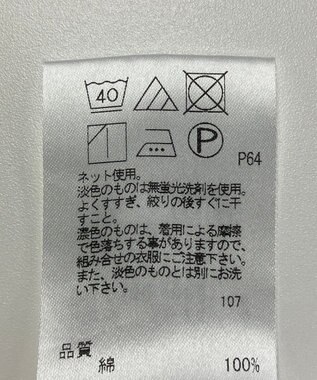 40
P
P64
ネット使用。
淡色のものは無蛍光洗剤を使用。
よくすすぎ、絞りの後すぐに干
すこと。
濃色のものは、着用による摩擦
で色落ちする事がありますので、
組み合せの衣服にご注意下さい。
また、淡色のものとは別にお洗
い下さい。
107
品質
綿 100%